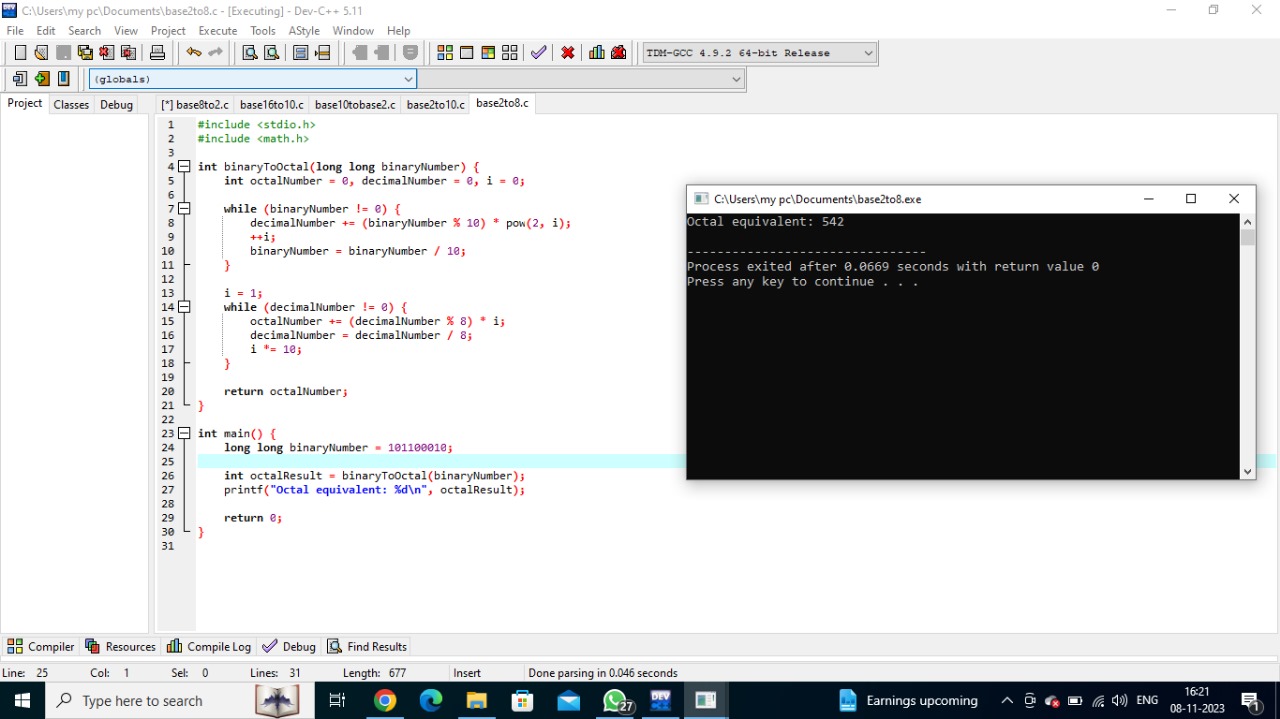 C:\Users\my pc\Documents\base2to8.c - [Executing] - Dev-C++ 5.11
File Edit Search View Project Execute Tools AStyle Window Help
TDM-GCC 4.9.2 64-bit Release
(globals)
Project Classes Debug [*] base8to2.c base16to10.c base10tobase2.c base2to10.c base2to8.c
1 #include <stdio.h>
2 #include <math.h>
3
4 int binaryToOctal(long long binaryNumber) {
5 int octalNumber = 0, decimalNumber = 0, i = 0;
6
7 while (binaryNumber != 0) {
8 decimalNumber += (binaryNumber % 10) * pow(2, i);
9 ++i;
10 binaryNumber = binaryNumber / 10;
11 }
12
13 i = 1;
14 while (decimalNumber != 0) {
15 octalNumber += (decimalNumber % 8) * i;
16 decimalNumber = decimalNumber / 8;
17 i *= 10;
18 }
19
20 return octalNumber;
21 }
22
23 int main() {
24 long long binaryNumber = 101100010;
25
26 int octalResult = binaryToOctal(binaryNumber);
27 printf("Octal equivalent: %d\n", octalResult);
28
29 return 0;
30 }
31
C:\Users\my pc\Documents\base2to8.exe
Octal equivalent: 542
--------------------------------
Process exited after 0.0669 seconds with return value 0
Press any key to continue . . .
Compiler Resources Compile Log Debug Find Results
Line: 25 Col: 1 Sel: 0 Lines: 31 Length: 677 Insert Done parsing in 0.046 seconds
Type here to search 27 DEV Earnings upcoming ENG 16:21
08-11-2023 1